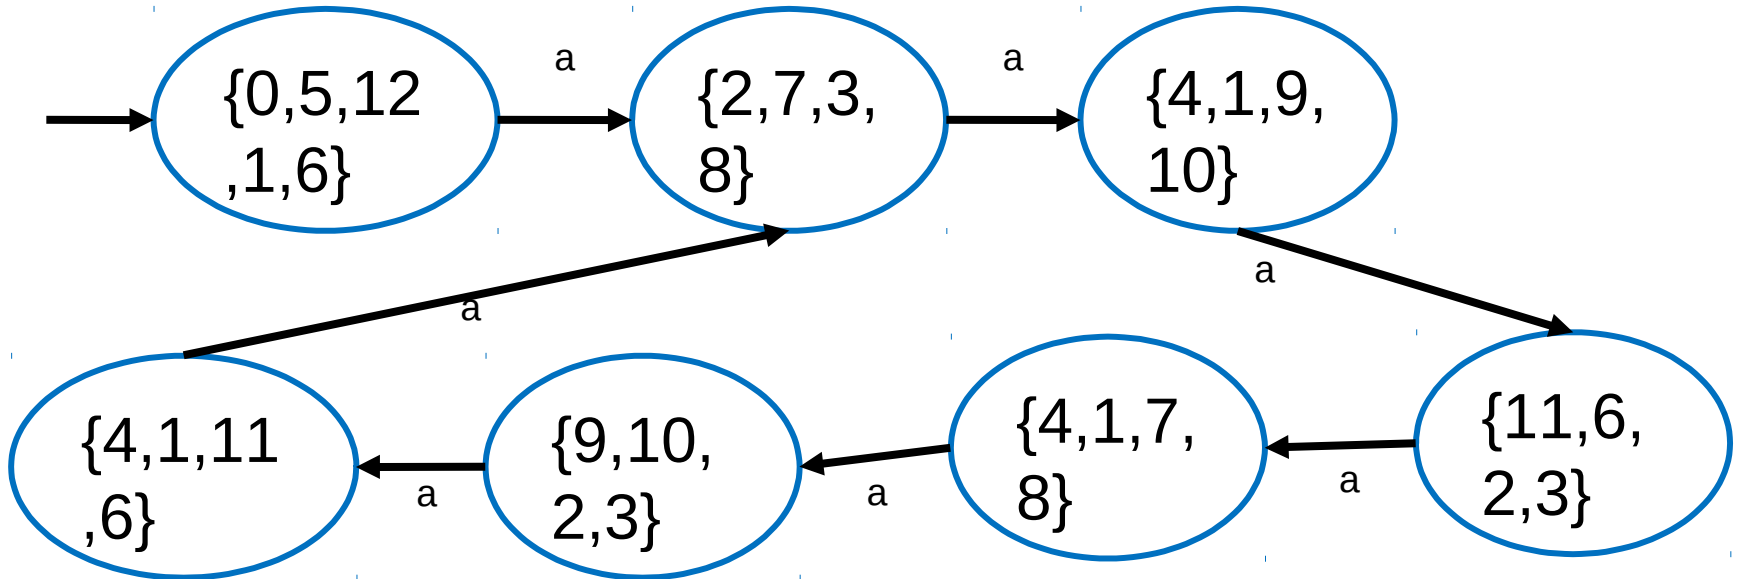 a
a
{0,5,12
,1,6}
{2,7,3,
8}
{4,1,9,
10}
a
a
{4,1,11
,6}
{9,10,
2,3}
{4,1,7,
8}
{11,6,
2,3}
a
a
a